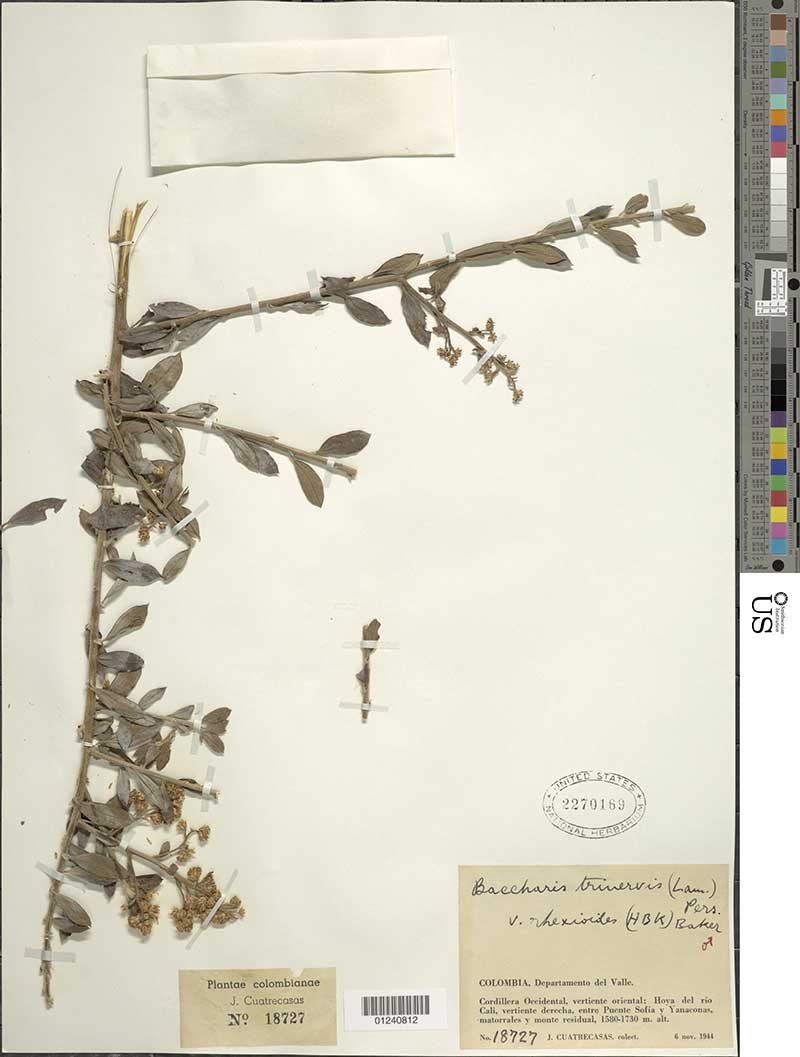 UNITED STATES
2270169
NATIONAL HERBARIUM
Baccharis trinervis (Lam.)
Pers.
v. rhexioides (HBK) Baker
♂
COLOMBIA, Departamento del Valle.
Cordillera Occidental, vertiente oriental: Hoya del río
Cali, vertiente derecha, entre Puente Sofía y Yanaconas,
matorrales y monte residual, 1580-1730 m. alt.
No. 18727 J. CUATRECASAS. colect. 6 nov. 1944
Plantae colombianae
J. Cuatrecasas
No 18727
01240812
Golden Thread
US
Smithsonian
Institution